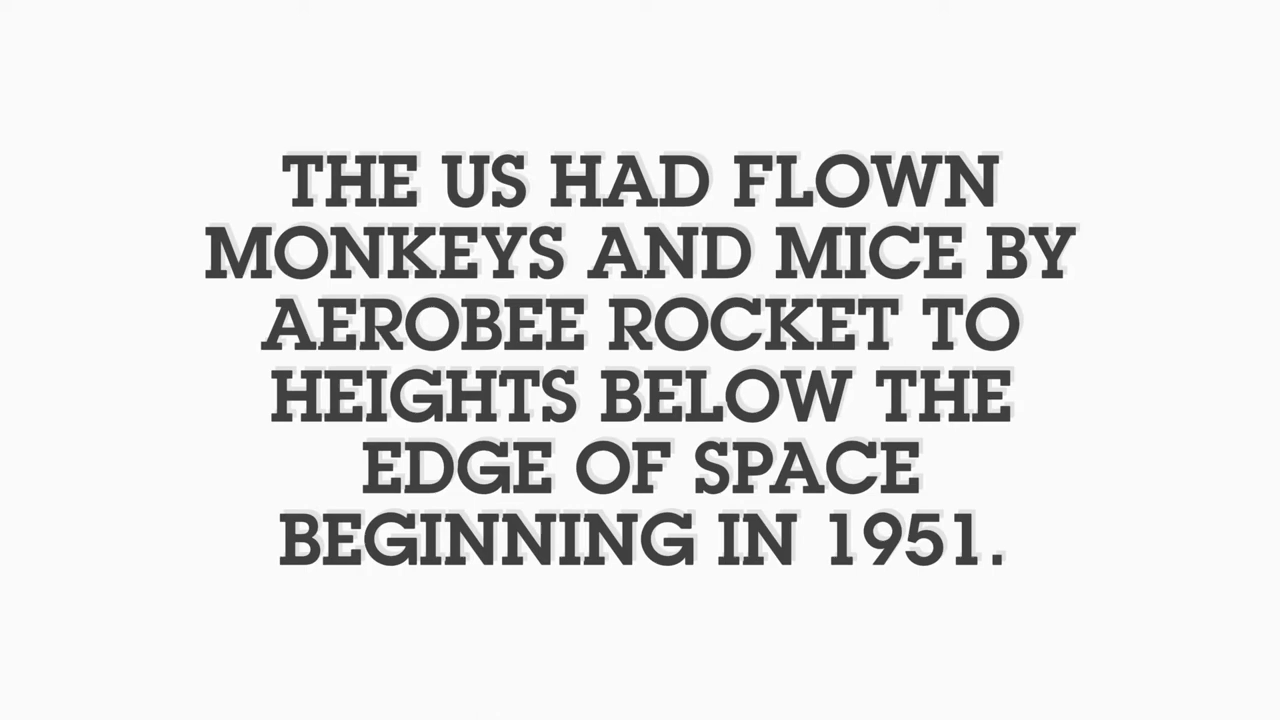 THE US HAD FLOWN
MONKEYS AND MICE BY
AEROBEE ROCKET TO
HEIGHTS BELOW THE
EDGE OF SPACE
BEGINNING IN 1951.